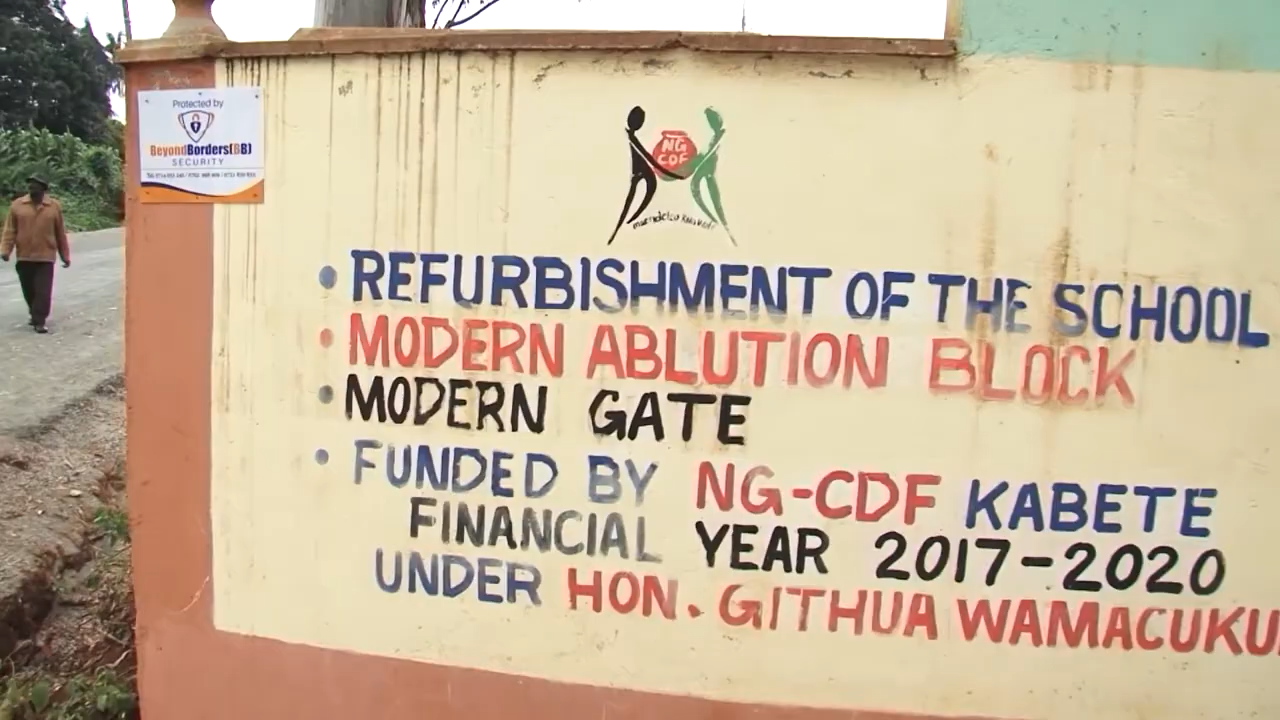 Protected by
BeyondBorders(BB)
SECURITY
NG
CDF
• REFURBISHMENT OF THE SCHOOL
• MODERN ABLUTION BLOCK
• MODERN GATE
• FUNDED BY NG-CDF KABETE
FINANCIAL YEAR 2017-2020
UNDER HON. GITHUA WAMACUKU